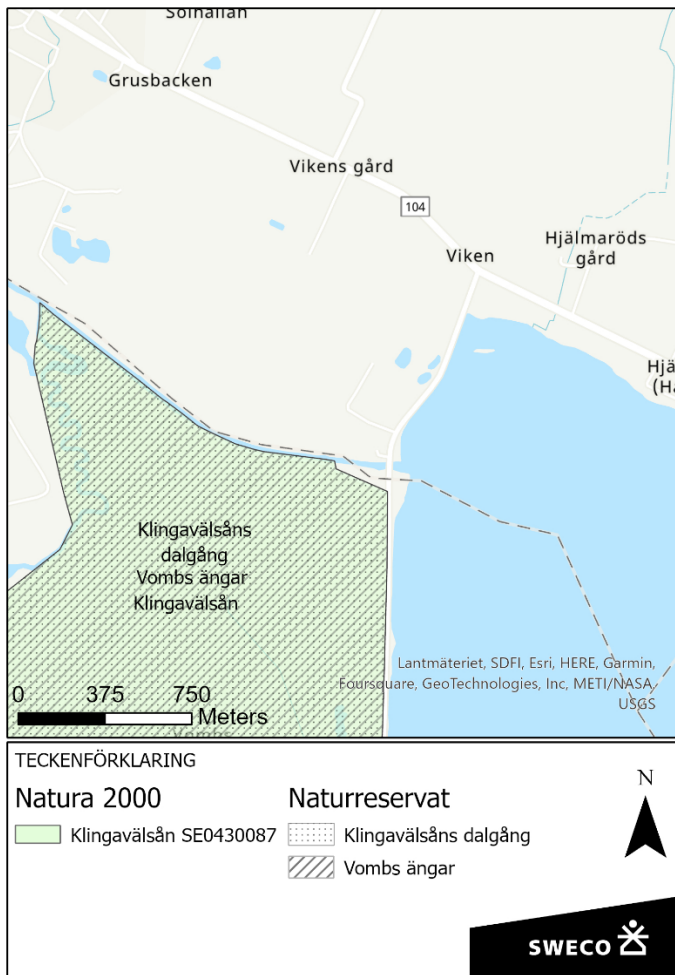 Solhällan
Grusbacken
Vikens gård
104
Viken
Hjälmaröds
gård
Hjä
(Ha
Klingavälsåns
dalgång
Vombs ängar
Klingavälsån
Lantmäteriet, SDFI, Esri, HERE, Garmin,
Foursquare, GeoTechnologies, Inc, METI/NASA,
USGS
0 375 750
Meters
Vombs
TECKENFÖRKLARING
Natura 2000
Klingavälsån SE0430087
Naturreservat
Klingavälsåns dalgång
Vombs ängar
N
SWECO